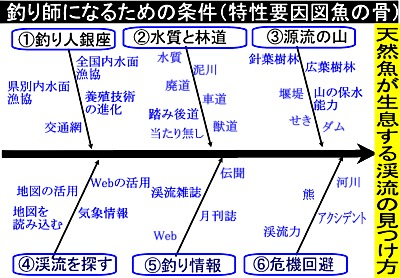 釣り師になるための条件(特性要因図魚の骨)
①釣り人銀座
②水質と林道
③源流の山
全国内水面
漁協
県別内水面
漁協
養殖技術
の進化
交通網
水質
泥川
廃道
車道
踏み後道
獣道
当たり無し
針葉樹林
広葉樹林
堰堤
山の保水
能力
せき
ダム
天然魚が生息する渓流の見つけ方
地図の活用
Webの活用
地図を
読み込む
気象情報
伝聞
渓流雑誌
月刊誌
Web
河川
熊
アクシデント
渓流力
④渓流を探す
⑤釣り情報
⑥危機回避